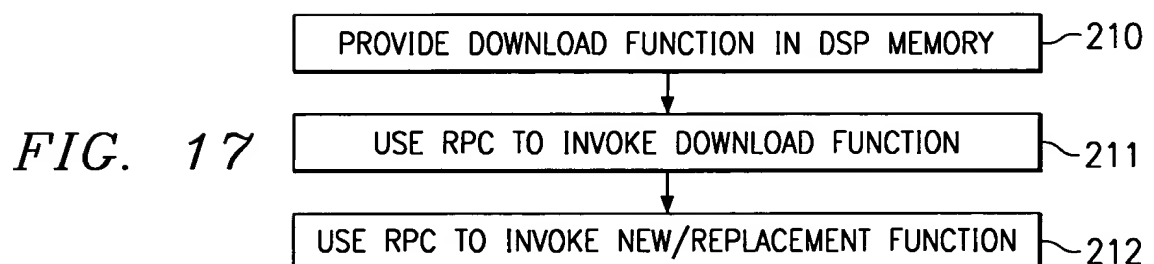 PROVIDE DOWNLOAD FUNCTION IN DSP MEMORY
210
FIG. 17
USE RPC TO INVOKE DOWNLOAD FUNCTION
211
USE RPC TO INVOKE NEW/REPLACEMENT FUNCTION
212